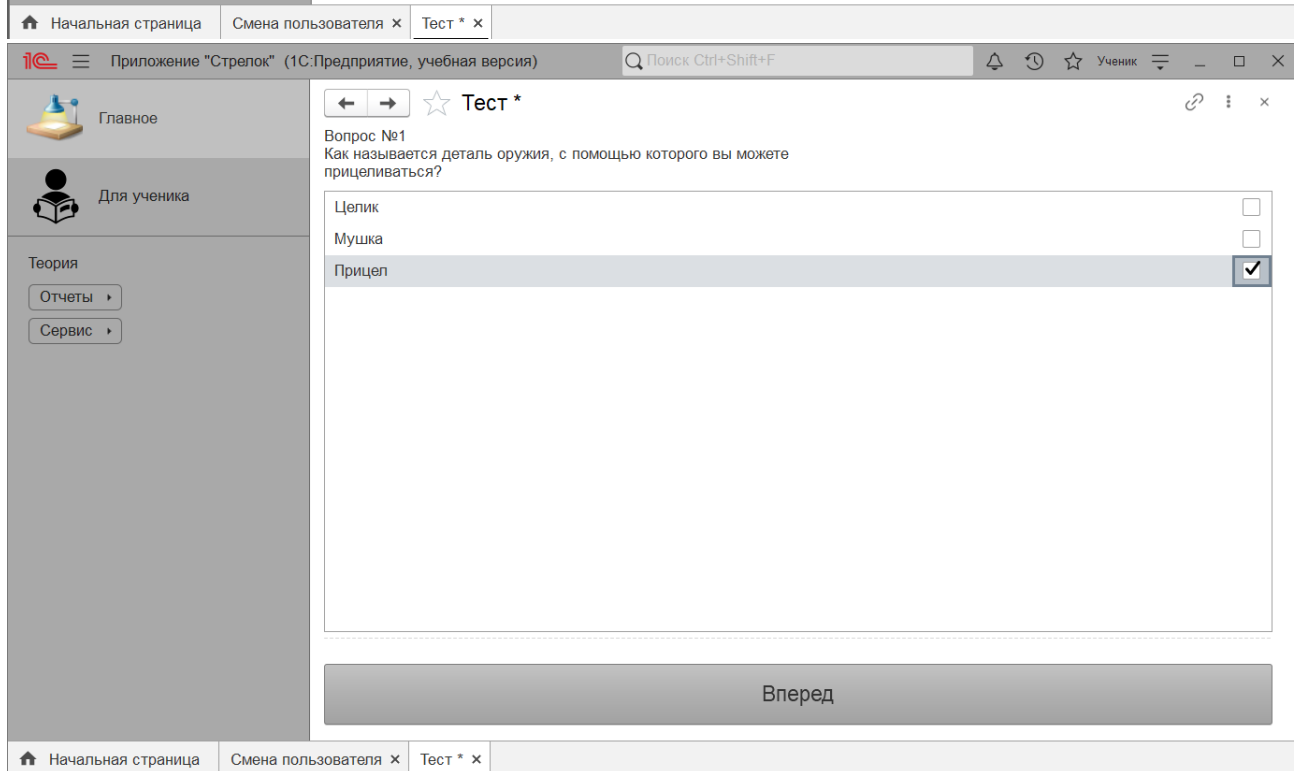 Начальная страница Смена пользователя × Тест * ×
1С Приложение "Стрелок" (1С:Предприятие, учебная версия) Поиск Ctrl+Shift+F Ученик
Главное
Для ученика
Теория
Отчеты
Сервис
Тест *
Вопрос №1
Как называется деталь оружия, с помощью которого вы можете
прицеливаться?
Целик
Мушка
Прицел
Вперед
Начальная страница Смена пользователя × Тест * ×